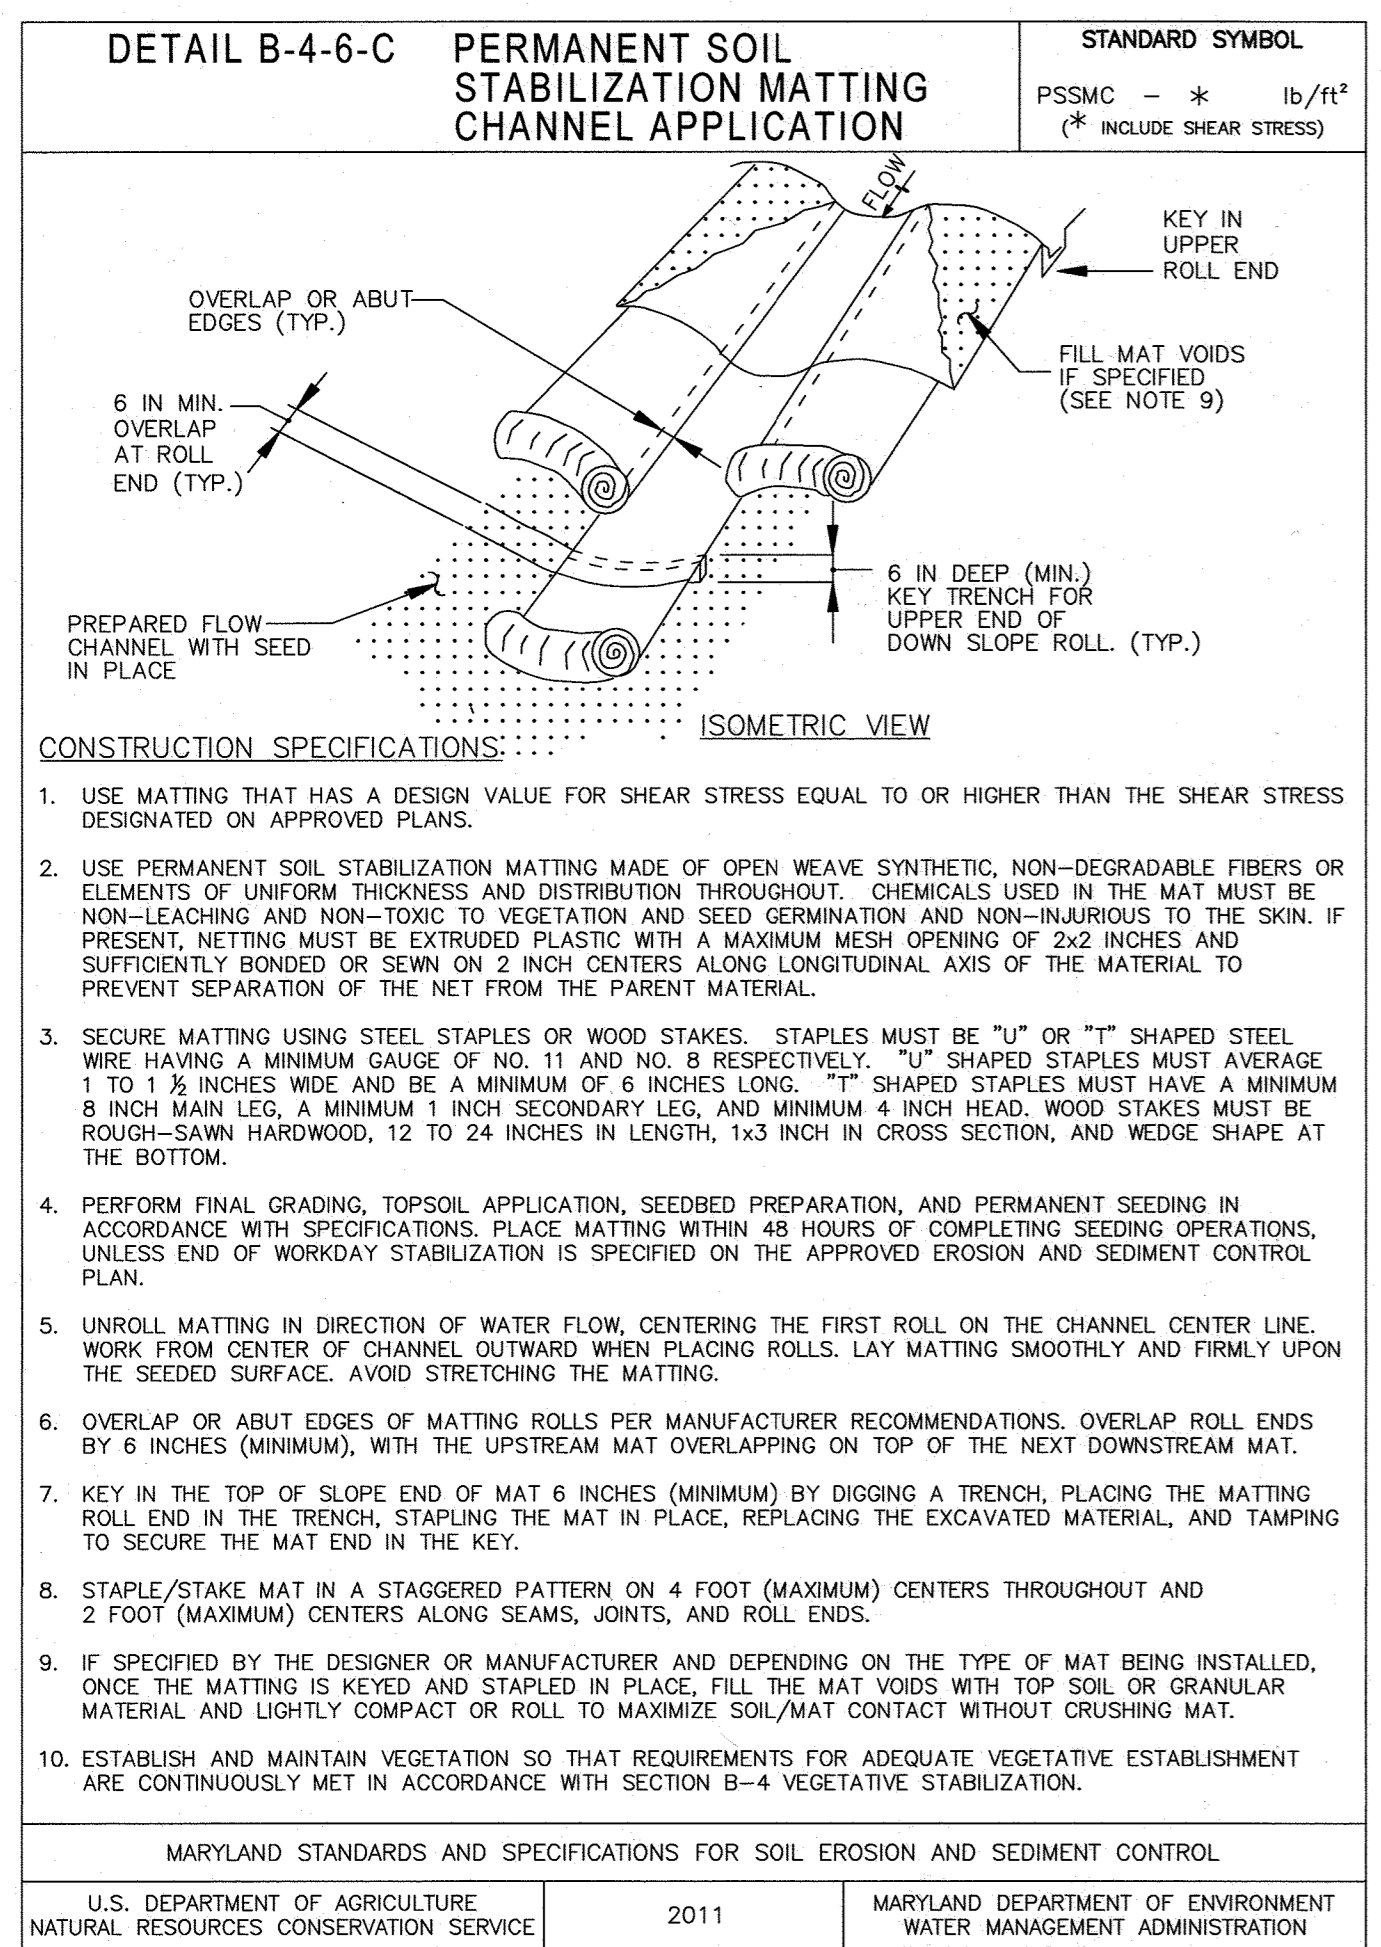 DETAIL B-4-6-C PERMANENT SOIL
STABILIZATION MATTING
CHANNEL APPLICATION
STANDARD SYMBOL
PSSMC – * lb/ft²
(* INCLUDE SHEAR STRESS)
FLOW
KEY IN
UPPER
ROLL END
OVERLAP OR ABUT
EDGES (TYP.)
FILL MAT VOIDS
IF SPECIFIED
(SEE NOTE 9)
6 IN MIN.
OVERLAP
AT ROLL
END (TYP.)
6 IN DEEP (MIN.)
KEY TRENCH FOR
UPPER END OF
DOWN SLOPE ROLL. (TYP.)
PREPARED FLOW
CHANNEL WITH SEED
IN PLACE
ISOMETRIC VIEW
CONSTRUCTION SPECIFICATIONS:
1. USE MATTING THAT HAS A DESIGN VALUE FOR SHEAR STRESS EQUAL TO OR HIGHER THAN THE SHEAR STRESS
DESIGNATED ON APPROVED PLANS.
2. USE PERMANENT SOIL STABILIZATION MATTING MADE OF OPEN WEAVE SYNTHETIC, NON–DEGRADABLE FIBERS OR
ELEMENTS OF UNIFORM THICKNESS AND DISTRIBUTION THROUGHOUT. CHEMICALS USED IN THE MAT MUST BE
NON–LEACHING AND NON–TOXIC TO VEGETATION AND SEED GERMINATION AND NON–INJURIOUS TO THE SKIN. IF
PRESENT, NETTING MUST BE EXTRUDED PLASTIC WITH A MAXIMUM MESH OPENING OF 2x2 INCHES AND
SUFFICIENTLY BONDED OR SEWN ON 2 INCH CENTERS ALONG LONGITUDINAL AXIS OF THE MATERIAL TO
PREVENT SEPARATION OF THE NET FROM THE PARENT MATERIAL.
3. SECURE MATTING USING STEEL STAPLES OR WOOD STAKES. STAPLES MUST BE "U" OR "T" SHAPED STEEL
WIRE HAVING A MINIMUM GAUGE OF NO. 11 AND NO. 8 RESPECTIVELY. "U" SHAPED STAPLES MUST AVERAGE
1 TO 1 ½ INCHES WIDE AND BE A MINIMUM OF 6 INCHES LONG. "T" SHAPED STAPLES MUST HAVE A MINIMUM
8 INCH MAIN LEG, A MINIMUM 1 INCH SECONDARY LEG, AND MINIMUM 4 INCH HEAD. WOOD STAKES MUST BE
ROUGH–SAWN HARDWOOD, 12 TO 24 INCHES IN LENGTH, 1x3 INCH IN CROSS SECTION, AND WEDGE SHAPE AT
THE BOTTOM.
4. PERFORM FINAL GRADING, TOPSOIL APPLICATION, SEEDBED PREPARATION, AND PERMANENT SEEDING IN
ACCORDANCE WITH SPECIFICATIONS. PLACE MATTING WITHIN 48 HOURS OF COMPLETING SEEDING OPERATIONS,
UNLESS END OF WORKDAY STABILIZATION IS SPECIFIED ON THE APPROVED EROSION AND SEDIMENT CONTROL
PLAN.
5. UNROLL MATTING IN DIRECTION OF WATER FLOW, CENTERING THE FIRST ROLL ON THE CHANNEL CENTER LINE.
WORK FROM CENTER OF CHANNEL OUTWARD WHEN PLACING ROLLS. LAY MATTING SMOOTHLY AND FIRMLY UPON
THE SEEDED SURFACE. AVOID STRETCHING THE MATTING.
6. OVERLAP OR ABUT EDGES OF MATTING ROLLS PER MANUFACTURER RECOMMENDATIONS. OVERLAP ROLL ENDS
BY 6 INCHES (MINIMUM), WITH THE UPSTREAM MAT OVERLAPPING ON TOP OF THE NEXT DOWNSTREAM MAT.
7. KEY IN THE TOP OF SLOPE END OF MAT 6 INCHES (MINIMUM) BY DIGGING A TRENCH, PLACING THE MATTING
ROLL END IN THE TRENCH, STAPLING THE MAT IN PLACE, REPLACING THE EXCAVATED MATERIAL, AND TAMPING
TO SECURE THE MAT END IN THE KEY.
8. STAPLE/STAKE MAT IN A STAGGERED PATTERN ON 4 FOOT (MAXIMUM) CENTERS THROUGHOUT AND
2 FOOT (MAXIMUM) CENTERS ALONG SEAMS, JOINTS, AND ROLL ENDS.
9. IF SPECIFIED BY THE DESIGNER OR MANUFACTURER AND DEPENDING ON THE TYPE OF MAT BEING INSTALLED,
ONCE THE MATTING IS KEYED AND STAPLED IN PLACE, FILL THE MAT VOIDS WITH TOP SOIL OR GRANULAR
MATERIAL AND LIGHTLY COMPACT OR ROLL TO MAXIMIZE SOIL/MAT CONTACT WITHOUT CRUSHING MAT.
10. ESTABLISH AND MAINTAIN VEGETATION SO THAT REQUIREMENTS FOR ADEQUATE VEGETATIVE ESTABLISHMENT
ARE CONTINUOUSLY MET IN ACCORDANCE WITH SECTION B–4 VEGETATIVE STABILIZATION.
MARYLAND STANDARDS AND SPECIFICATIONS FOR SOIL EROSION AND SEDIMENT CONTROL
U.S. DEPARTMENT OF AGRICULTURE
NATURAL RESOURCES CONSERVATION SERVICE
2011
MARYLAND DEPARTMENT OF ENVIRONMENT
WATER MANAGEMENT ADMINISTRATION